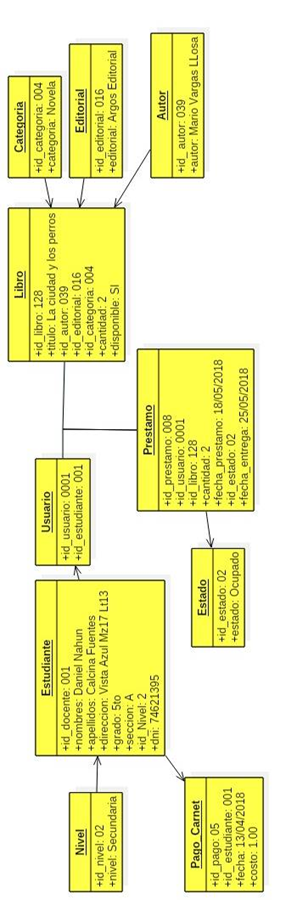 Categoria
+id_categoria: 004
+categoria: Novela
Editorial
+id_editorial: 016
+editorial: Argos Editorial
Autor
+id_ autor: 039
+autor: Mario Vargas LLosa
Libro
+id_libro: 128
+titulo: La ciudad y los perros
+id_autor: 039
+id_editorial: 016
+id_categoria: 004
+cantidad: 2
+disponible: SI
Usuario
+id_usuario: 0001
+id_estudiante: 001
Prestamo
+id_prestamo: 008
+id_usuario: 0001
+id_libro: 128
+cantidad: 2
+fecha_prestamo: 18/05/2018
+id_estado: 02
+fecha_entrega: 25/05/2018
Estado
+id_estado: 02
+estado: Ocupado
Estudiante
+id_docente: 001
+nombres: Daniel Nahun
+apellidos: Calcina Fuentes
+direccion: Vista Azul Mz17 Lt13
+grado: 5to
+seccion: A
+id_Nivel: 2
+dni: 74621395
Nivel
+id_nivel: 02
+nivel: Secundaria
Pago_Carnet
+id_pago: 05
+id_ estudiante: 001
+fecha: 13/04/2018
+costo: 1.00